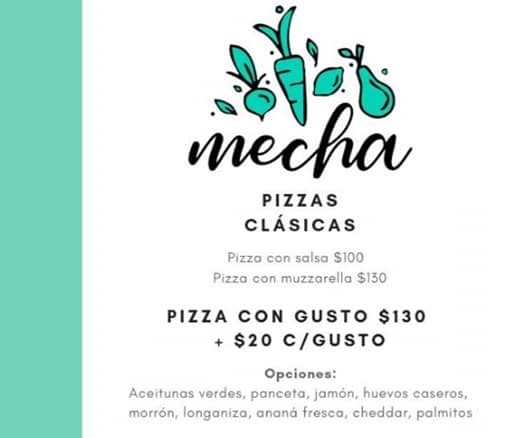 mecha
PIZZAS
CLÁSICAS
Pizza con salsa $100
Pizza con muzzarella $130
PIZZA CON GUSTO $130
+ $20 C/GUSTO
Opciones:
Aceitunas verdes, panceta, jamón, huevos caseros,
morrón, longaniza, ananá fresca, cheddar, palmitos